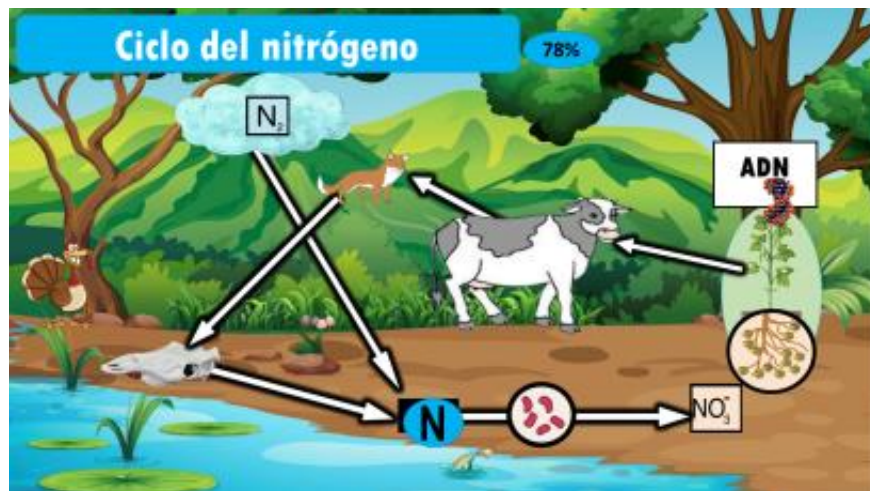 Ciclo del nitrógeno
78%
N₂
ADN
N
NO₃⁻